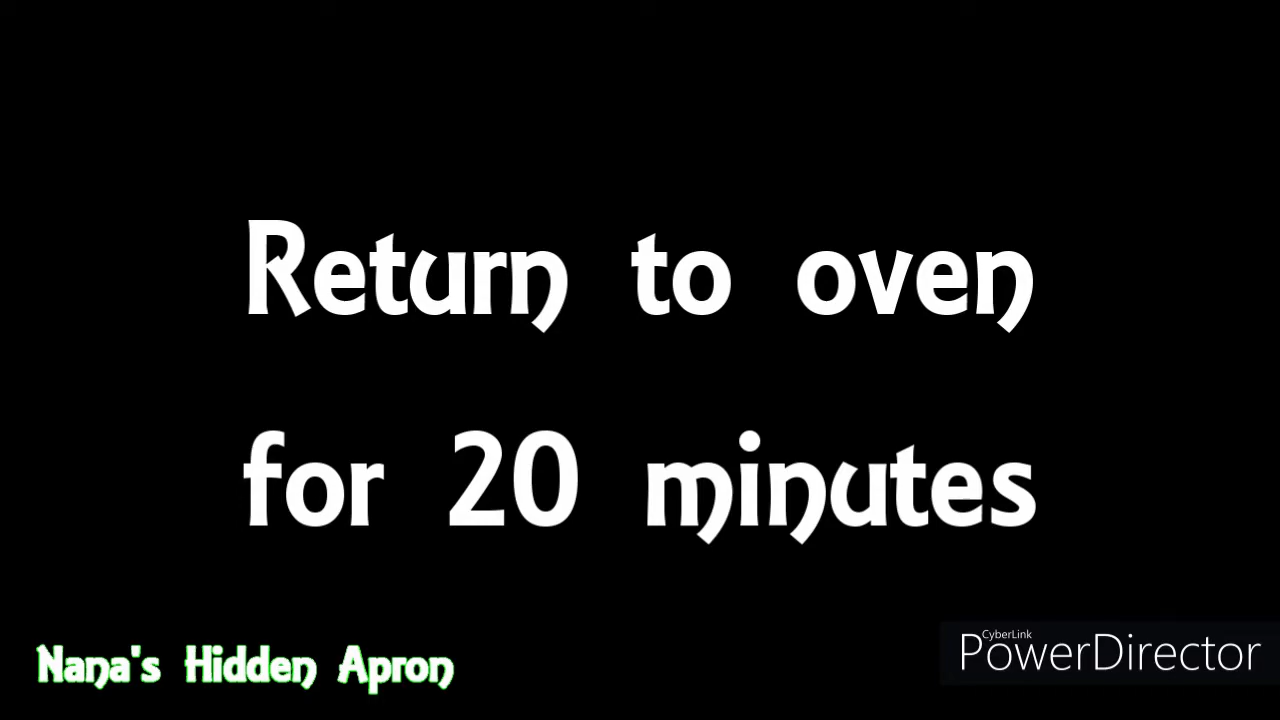 Return to oven
for 20 minutes
Nana's Hidden Apron
CyberLink
PowerDirector